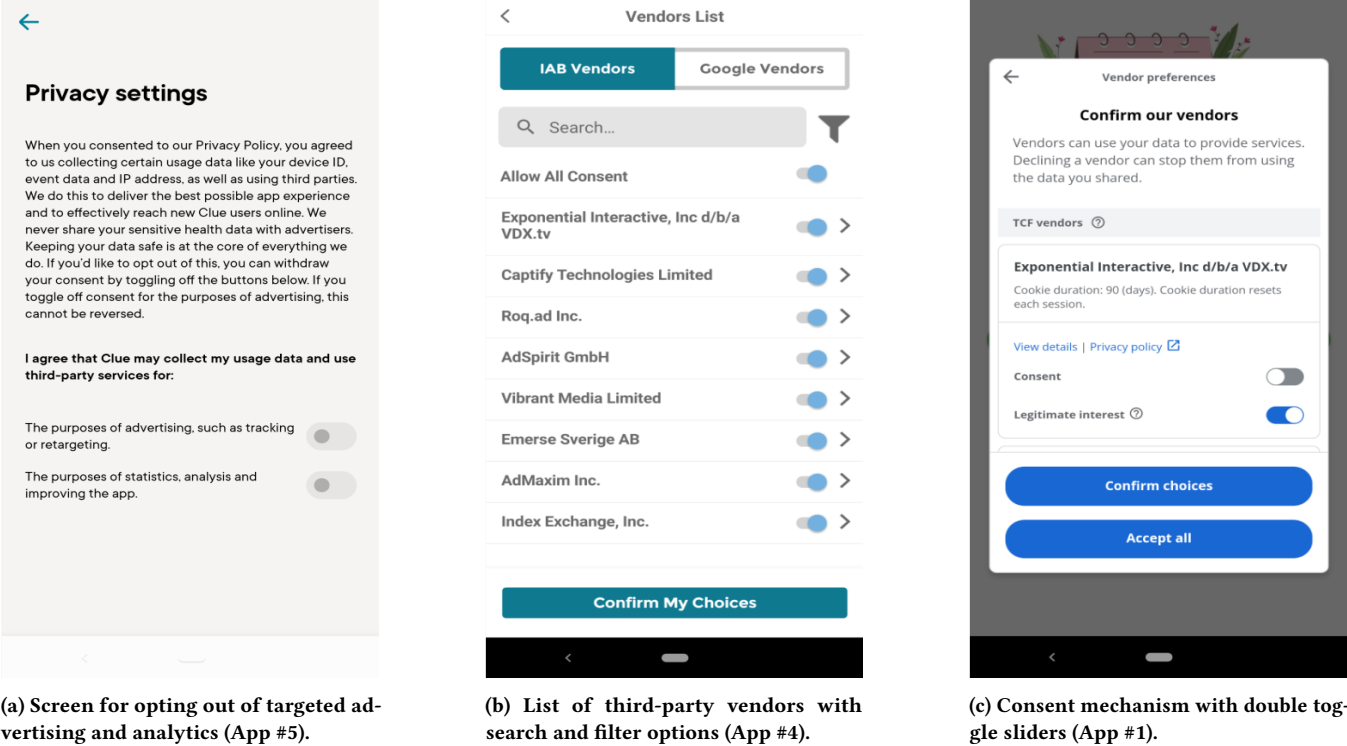 Privacy settings
When you consented to our Privacy Policy, you agreed
to us collecting certain usage data like your device ID,
event data and IP address, as well as using third parties.
We do this to deliver the best possible app experience
and to effectively reach new Clue users online. We
never share your sensitive health data with advertisers.
Keeping your data safe is at the core of everything we
do. If you'd like to opt out of this, you can withdraw
your consent by toggling off the buttons below. If you
toggle off consent for the purposes of advertising, this
cannot be reversed.
I agree that Clue may collect my usage data and use
third-party services for:
The purposes of advertising, such as tracking
or retargeting.
The purposes of statistics, analysis and
improving the app.
(a) Screen for opting out of targeted ad-
vertising and analytics (App #5).
Vendors List
IAB Vendors
Google Vendors
Search...
Allow All Consent
Exponential Interactive, Inc d/b/a
VDX.tv
Captify Technologies Limited
Roq.ad Inc.
AdSpirit GmbH
Vibrant Media Limited
Emerse Sverige AB
AdMaxim Inc.
Index Exchange, Inc.
Confirm My Choices
(b) List of third-party vendors with
search and filter options (App #4).
Vendor preferences
Confirm our vendors
Vendors can use your data to provide services.
Declining a vendor can stop them from using
the data you shared.
TCF vendors
Exponential Interactive, Inc d/b/a VDX.tv
Cookie duration: 90 (days). Cookie duration resets
each session.
View details | Privacy policy
Consent
Legitimate interest
Confirm choices
Accept all
(c) Consent mechanism with double tog-
gle sliders (App #1).